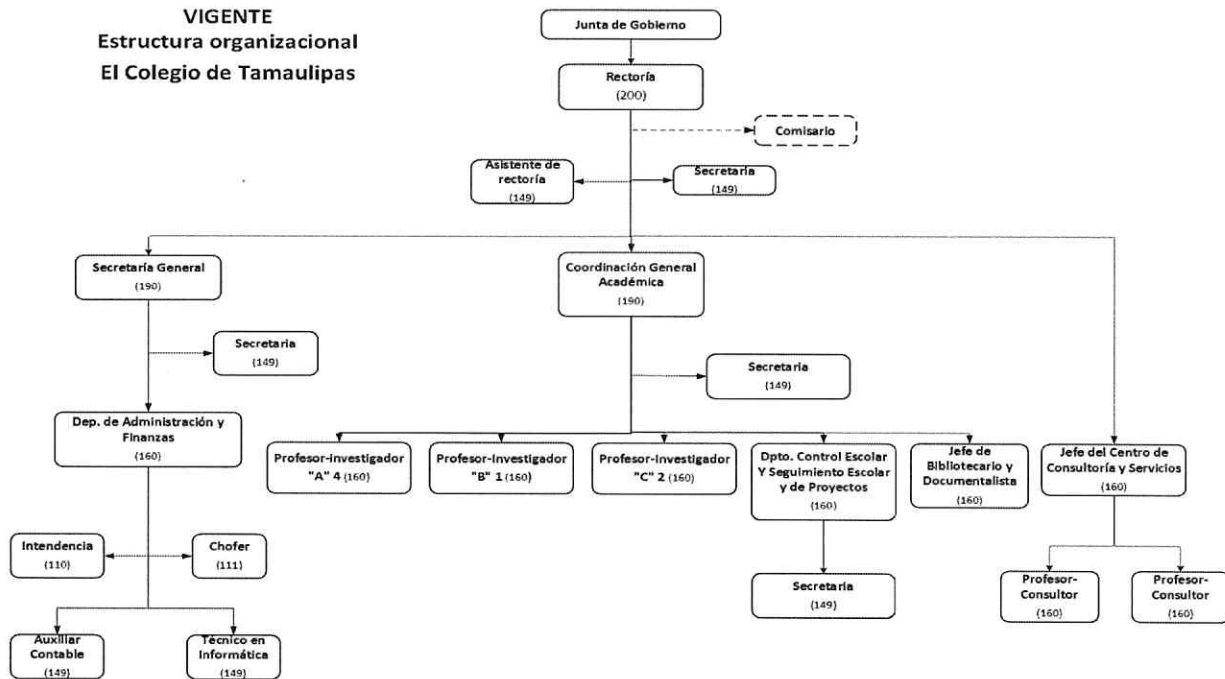 VIGENTE
Estructura organizacional
El Colegio de Tamaulipas
Junta de Gobierno
Rectoría
(200)
Comisario
Asistente de
rectoría
(149)
Secretaria
(149)
Secretaría General
(190)
Coordinación General
Académica
(190)
Secretaria
(149)
Secretaria
(149)
Dep. de Administración y
Finanzas
(160)
Profesor-investigador
"A" 4 (160)
Profesor-Investigador
"B" 1 (160)
Profesor-Investigador
"C" 2 (160)
Dpto. Control Escolar
Y Seguimiento Escolar
y de Proyectos
(160)
Jefe de
Bibliotecario y
Documentalista
(160)
Jefe del Centro de
Consultoría y Servicios
(160)
Intendencia
(110)
Chofer
(111)
Secretaria
(149)
Profesor-
Consultor
(160)
Profesor-
Consultor
(160)
Auxiliar
Contable
(149)
Técnico en
Informática
(149)